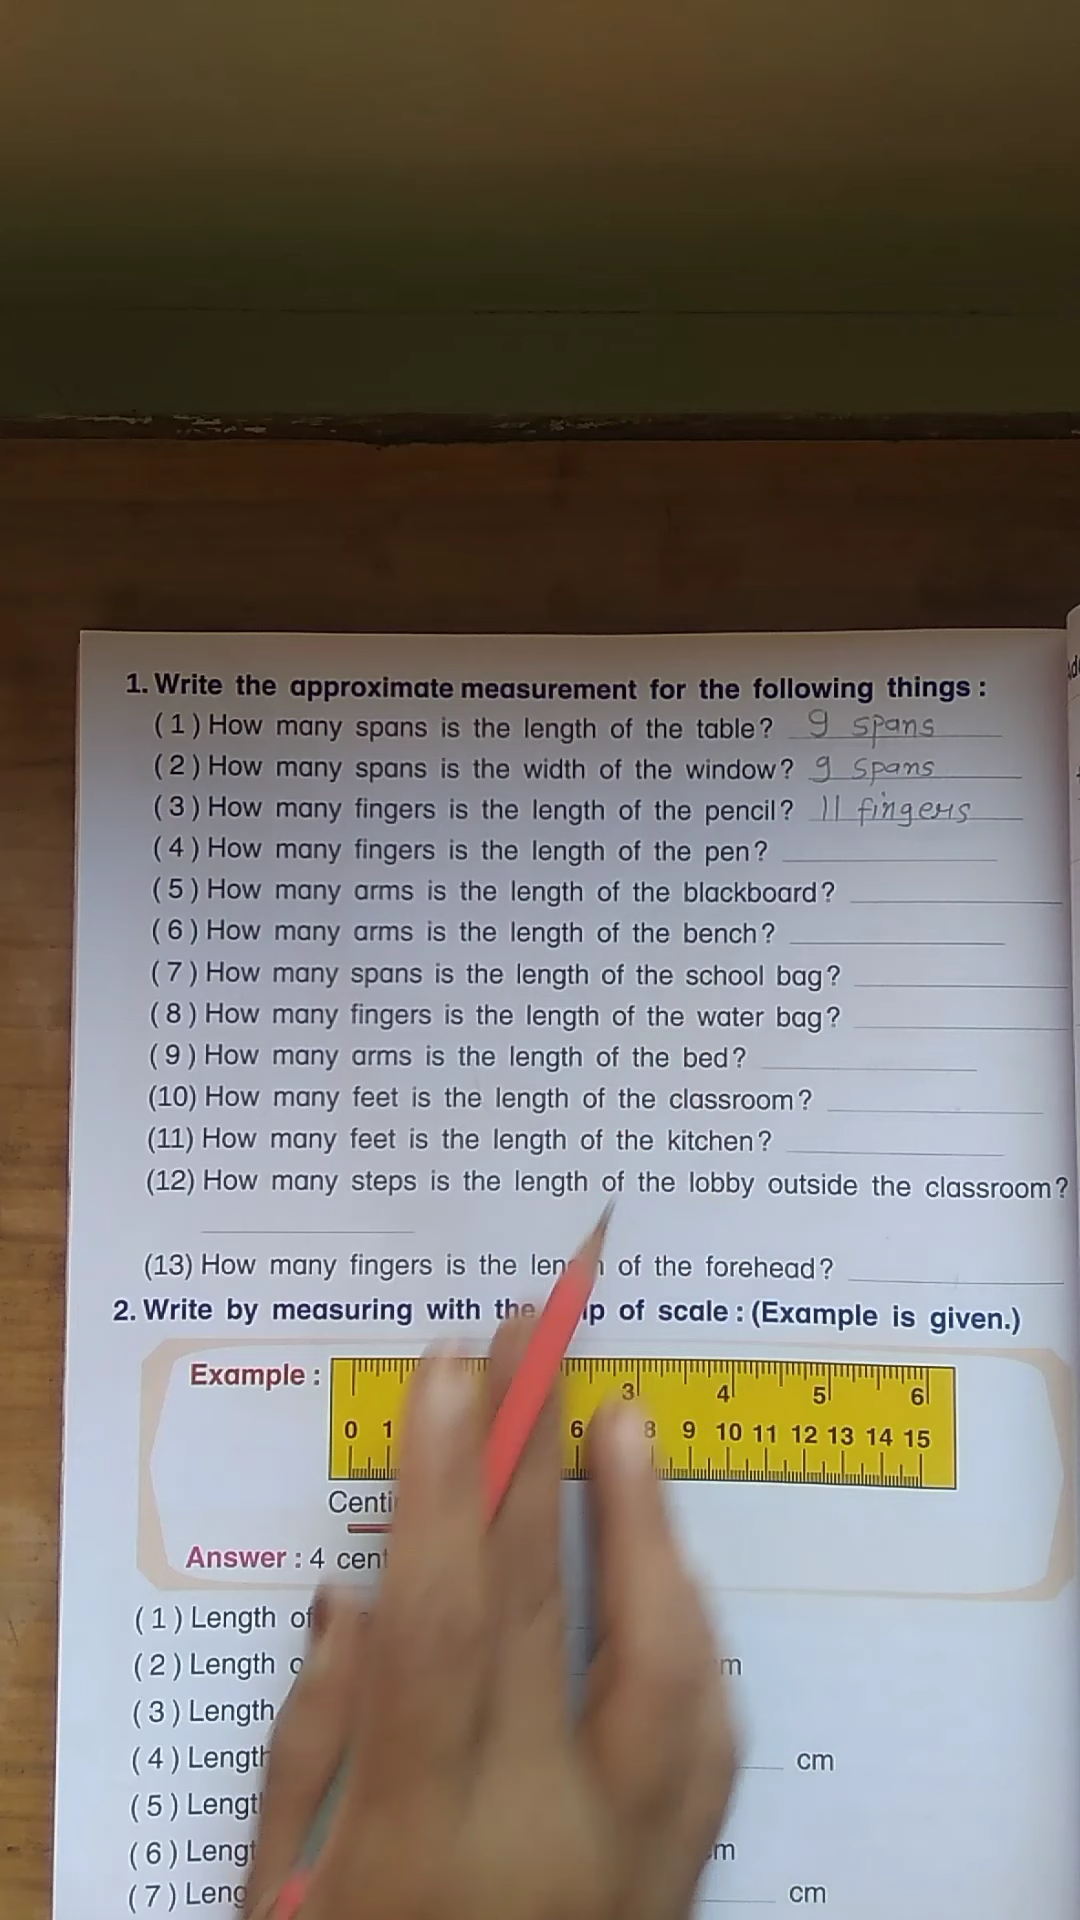 1. Write the approximate measurement for the following things :
(1) How many spans is the length of the table? 9 spans
(2) How many spans is the width of the window? 9 spans
(3) How many fingers is the length of the pencil? 11 fingers
(4) How many fingers is the length of the pen?
(5) How many arms is the length of the blackboard?
(6) How many arms is the length of the bench?
(7) How many spans is the length of the school bag?
(8) How many fingers is the length of the water bag?
(9) How many arms is the length of the bed?
(10) How many feet is the length of the classroom?
(11) How many feet is the length of the kitchen?
(12) How many steps is the length of the lobby outside the classroom?
(13) How many fingers is the of the forehead?
2. Write by measuring with the of scale : (Example is given.)
Example :
3 4 5 6
0 1 6 8 9 10 11 12 13 14 15
Answer : 4
(1) Length of
(2) Length
(3) Length
(4) Length cm
(5)
(6)
(7) cm